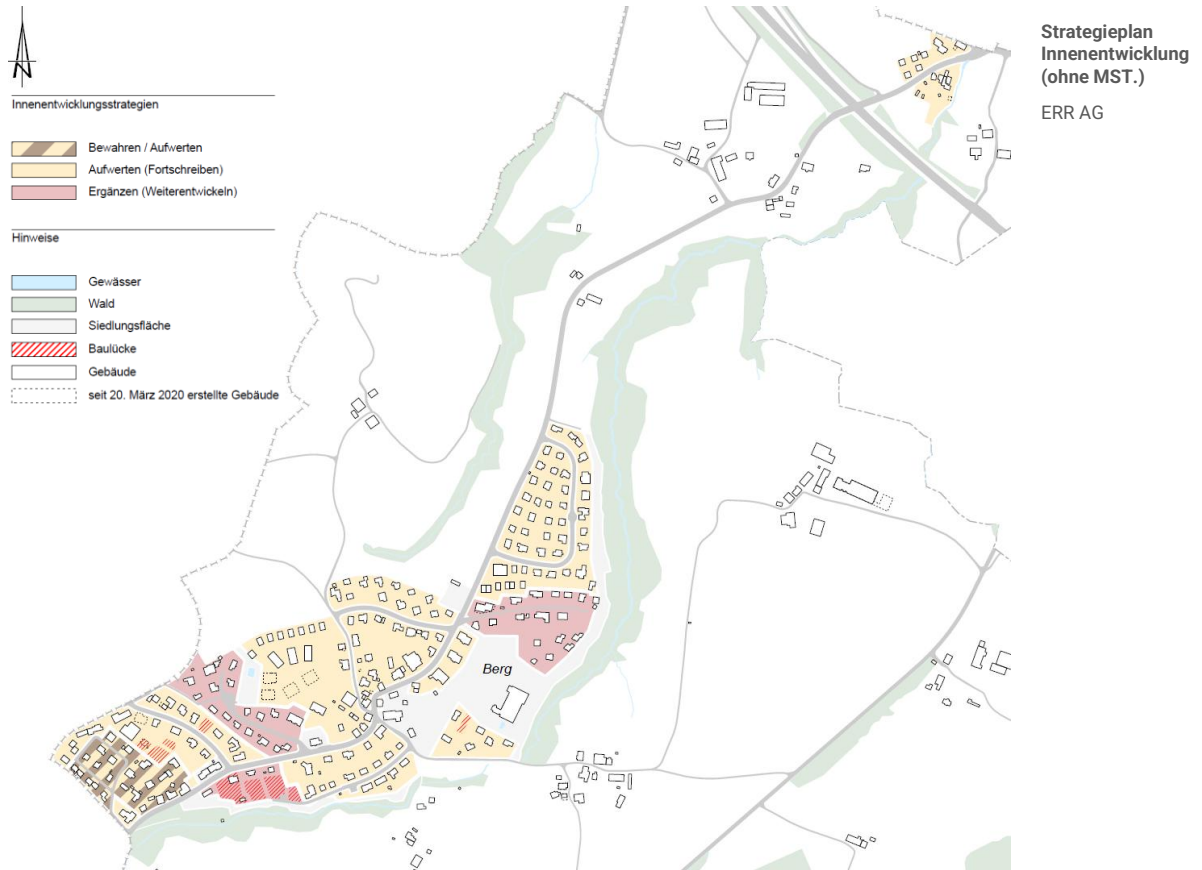 N
Innenentwicklungsstrategien
Bewahren / Aufwerten
Aufwerten (Fortschreiben)
Ergänzen (Weiterentwickeln)
Hinweise
Gewässer
Wald
Siedlungsfläche
Baulücke
Gebäude
seit 20. März 2020 erstellte Gebäude
Berg
Strategieplan
Innenentwicklung
(ohne MST.)
ERR AG